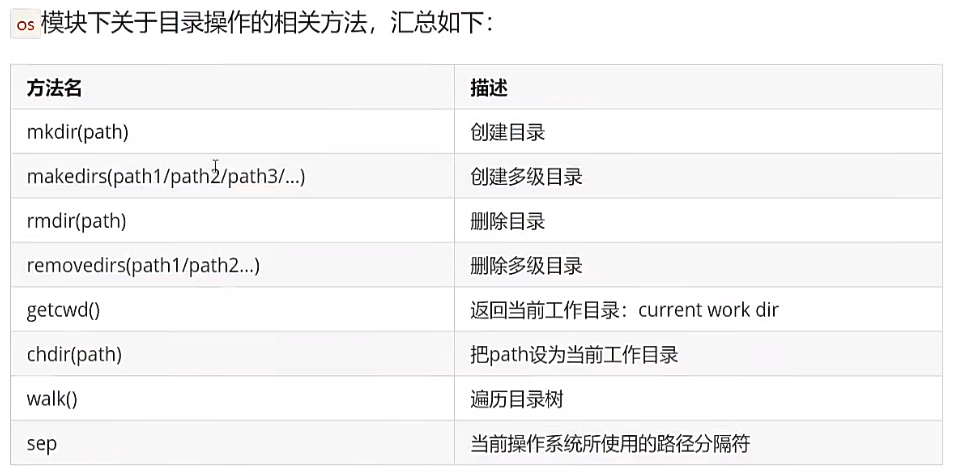 os模块下关于目录操作的相关方法，汇总如下：
方法名 描述
mkdir(path) 创建目录
makedirs(path1/path2/path3/...) 创建多级目录
rmdir(path) 删除目录
removedirs(path1/path2...) 删除多级目录
getcwd() 返回当前工作目录：current work dir
chdir(path) 把path设为当前工作目录
walk() 遍历目录树
sep 当前操作系统所使用的路径分隔符